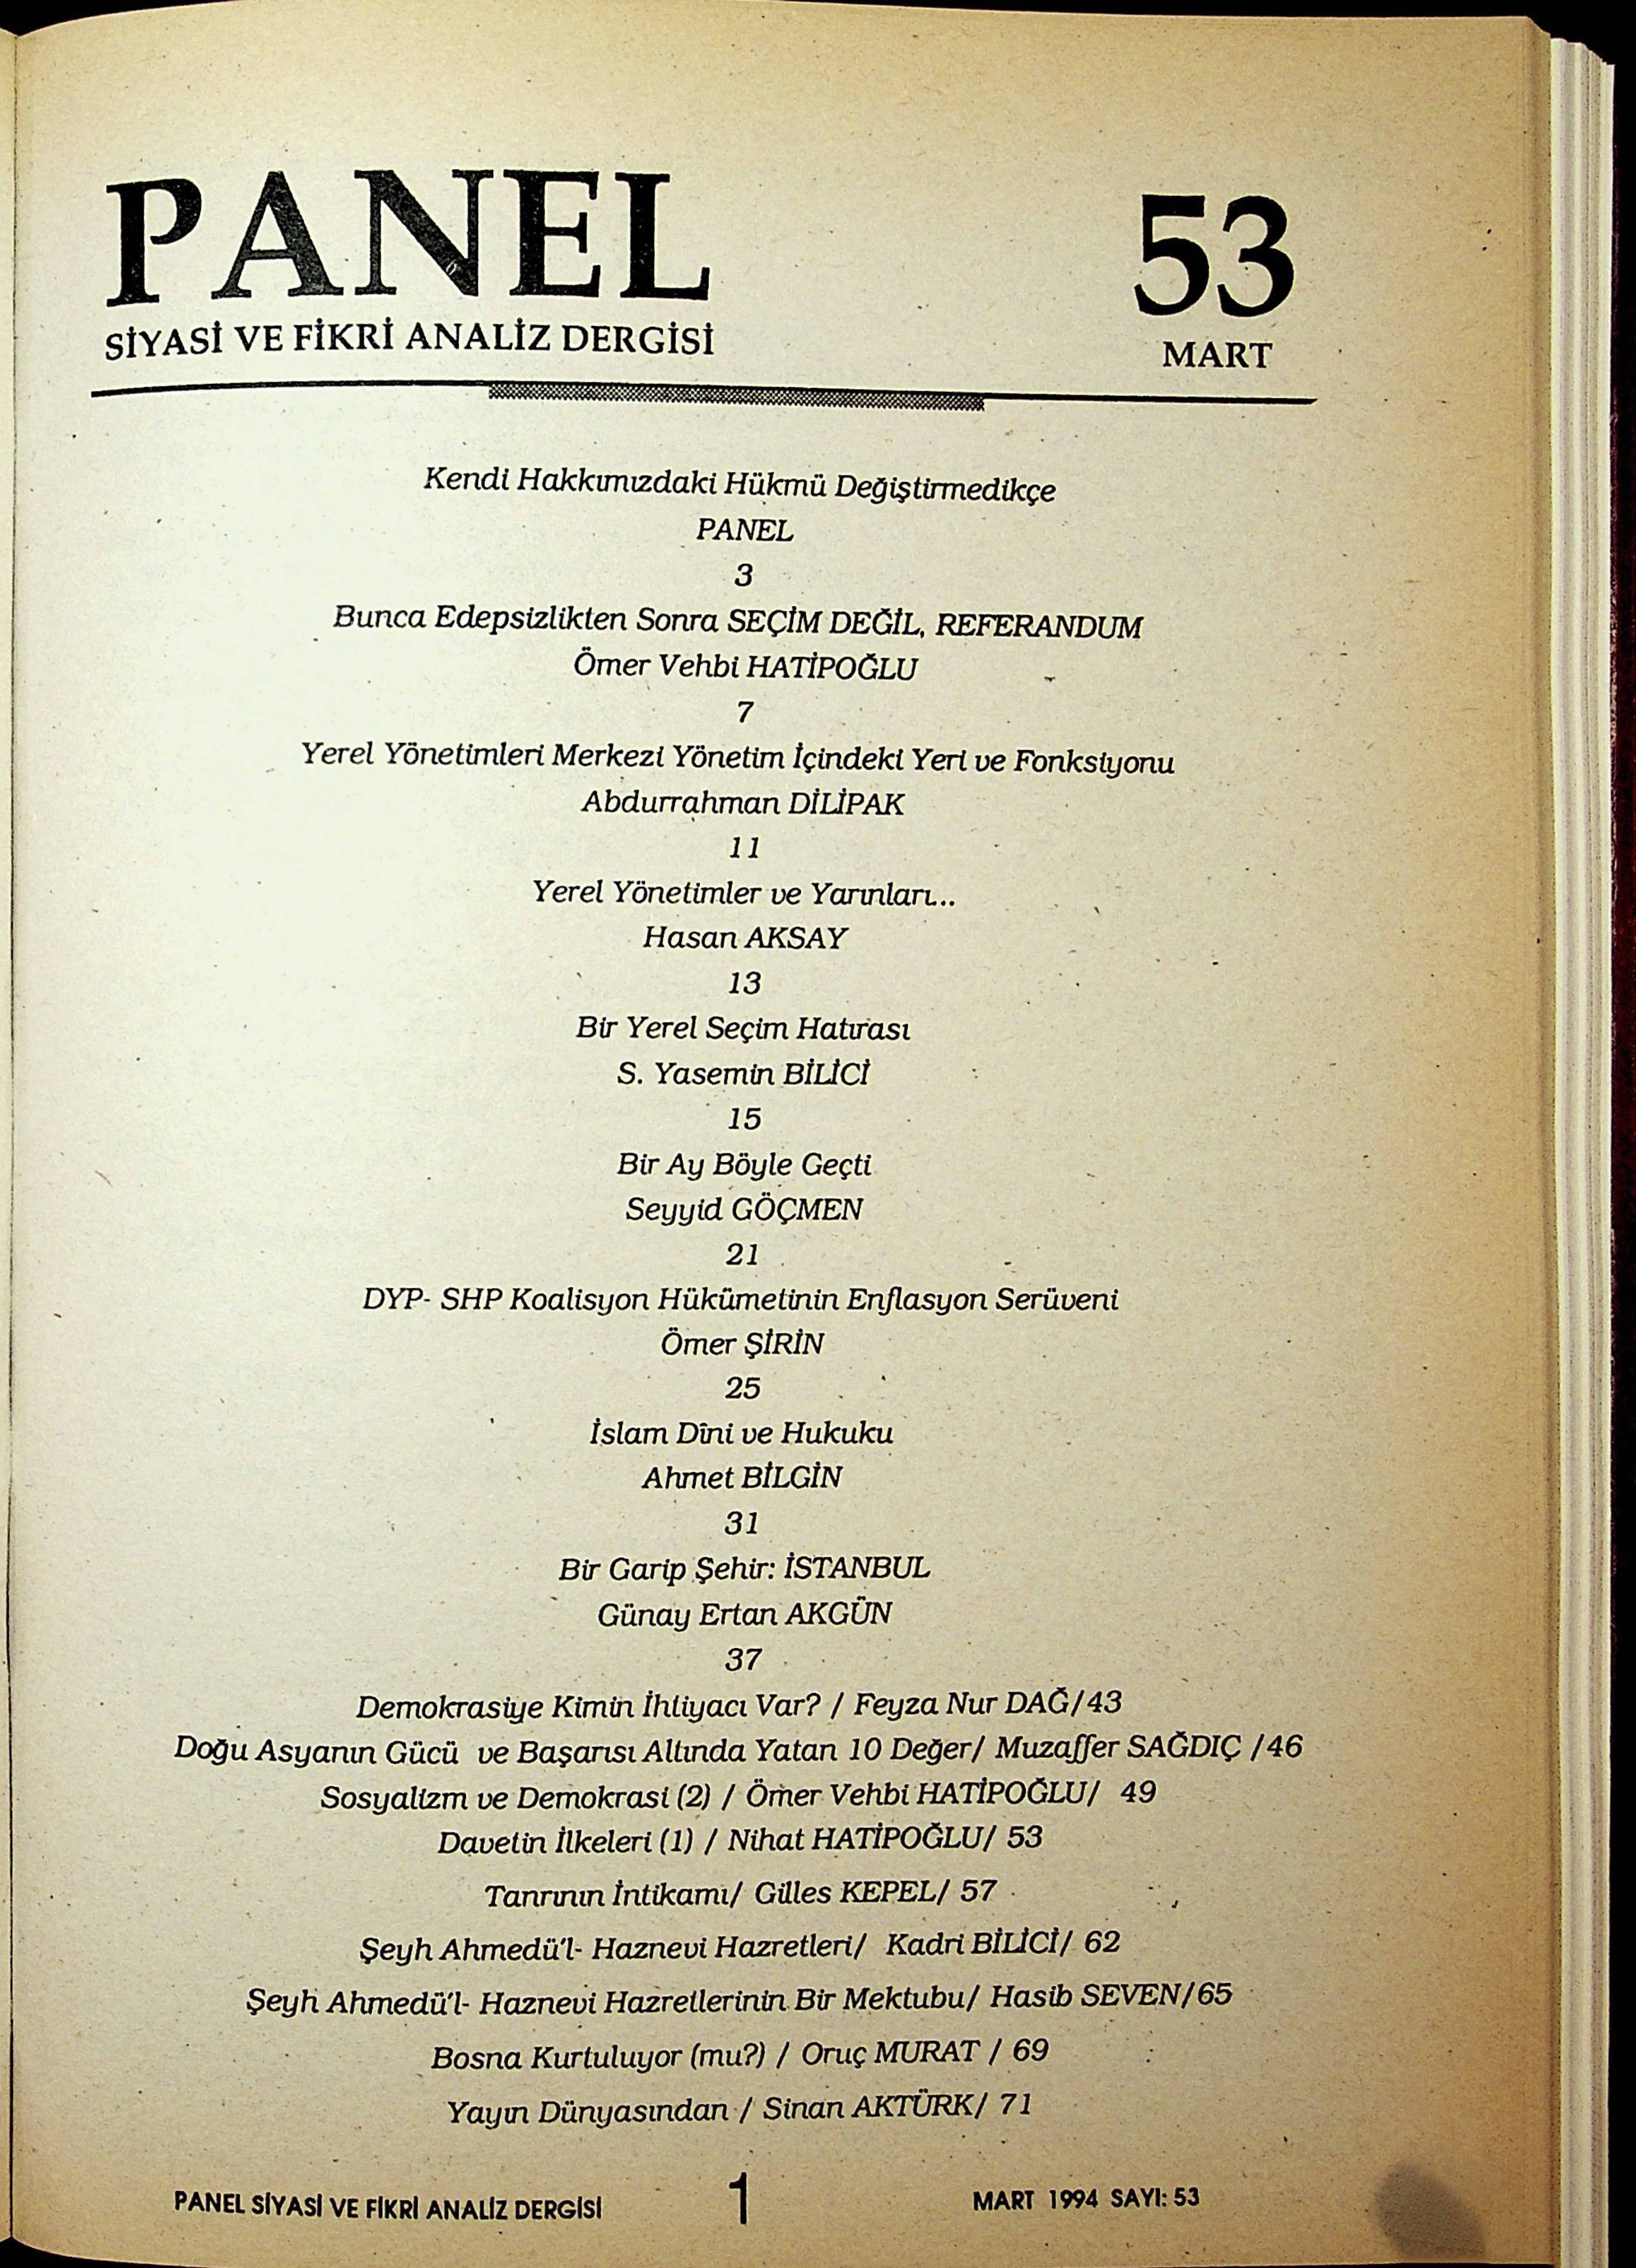 PANEL
SİYASİ VE FİKRİ ANALİZ DERGİSİ
53
MART
Kendi Hakkımızdaki Hükmü Değiştirmedikçe
PANEL
3
Bunca Edepsizlikten Sonra SEÇİM DEĞİL, REFERANDUM
Ömer Vehbi HATİPOĞLU
7
Yerel Yönetimleri Merkezi Yönetim İçindeki Yeri ve Fonksiyonu
Abdurrahman DİLİPAK
11
Yerel Yönetimler ve Yarınları...
Hasan AKSAY
13
Bir Yerel Seçim Hatırası
S. Yasemin BİLİCİ
15
Bir Ay Böyle Geçti
Seyyid GÖÇMEN
21
DYP- SHP Koalisyon Hükümetinin Enflasyon Serüveni
Ömer ŞİRİN
25
İslam Dîni ve Hukuku
Ahmet BİLGİN
31
Bir Garip Şehir: İSTANBUL
Günay Ertan AKGÜN
37
Demokrasiye Kimin İhtiyacı Var? / Feyza Nur DAĞ/43
Doğu Asyanın Gücü ve Başarısı Altında Yatan 10 Değer/ Muzaffer SAĞDIÇ /46
Sosyalizm ve Demokrasi (2) / Ömer Vehbi HATİPOĞLU/ 49
Davetin İlkeleri (1) / Nihat HATİPOĞLU/ 53
Tanrının İntikamı/ Gilles KEPEL/ 57
Şeyh Ahmedü'l- Haznevi Hazretleri/ Kadri BİLİCİ/ 62
Şeyh Ahmedü'l- Haznevi Hazretlerinin Bir Mektubu/ Hasib SEVEN/65
Bosna Kurtuluyor (mu?) / Oruç MURAT / 69
Yayın Dünyasından / Sinan AKTÜRK/ 71
PANEL SİYASİ VE FİKRİ ANALİZ DERGİSİ
1
MART 1994 SAYI: 53